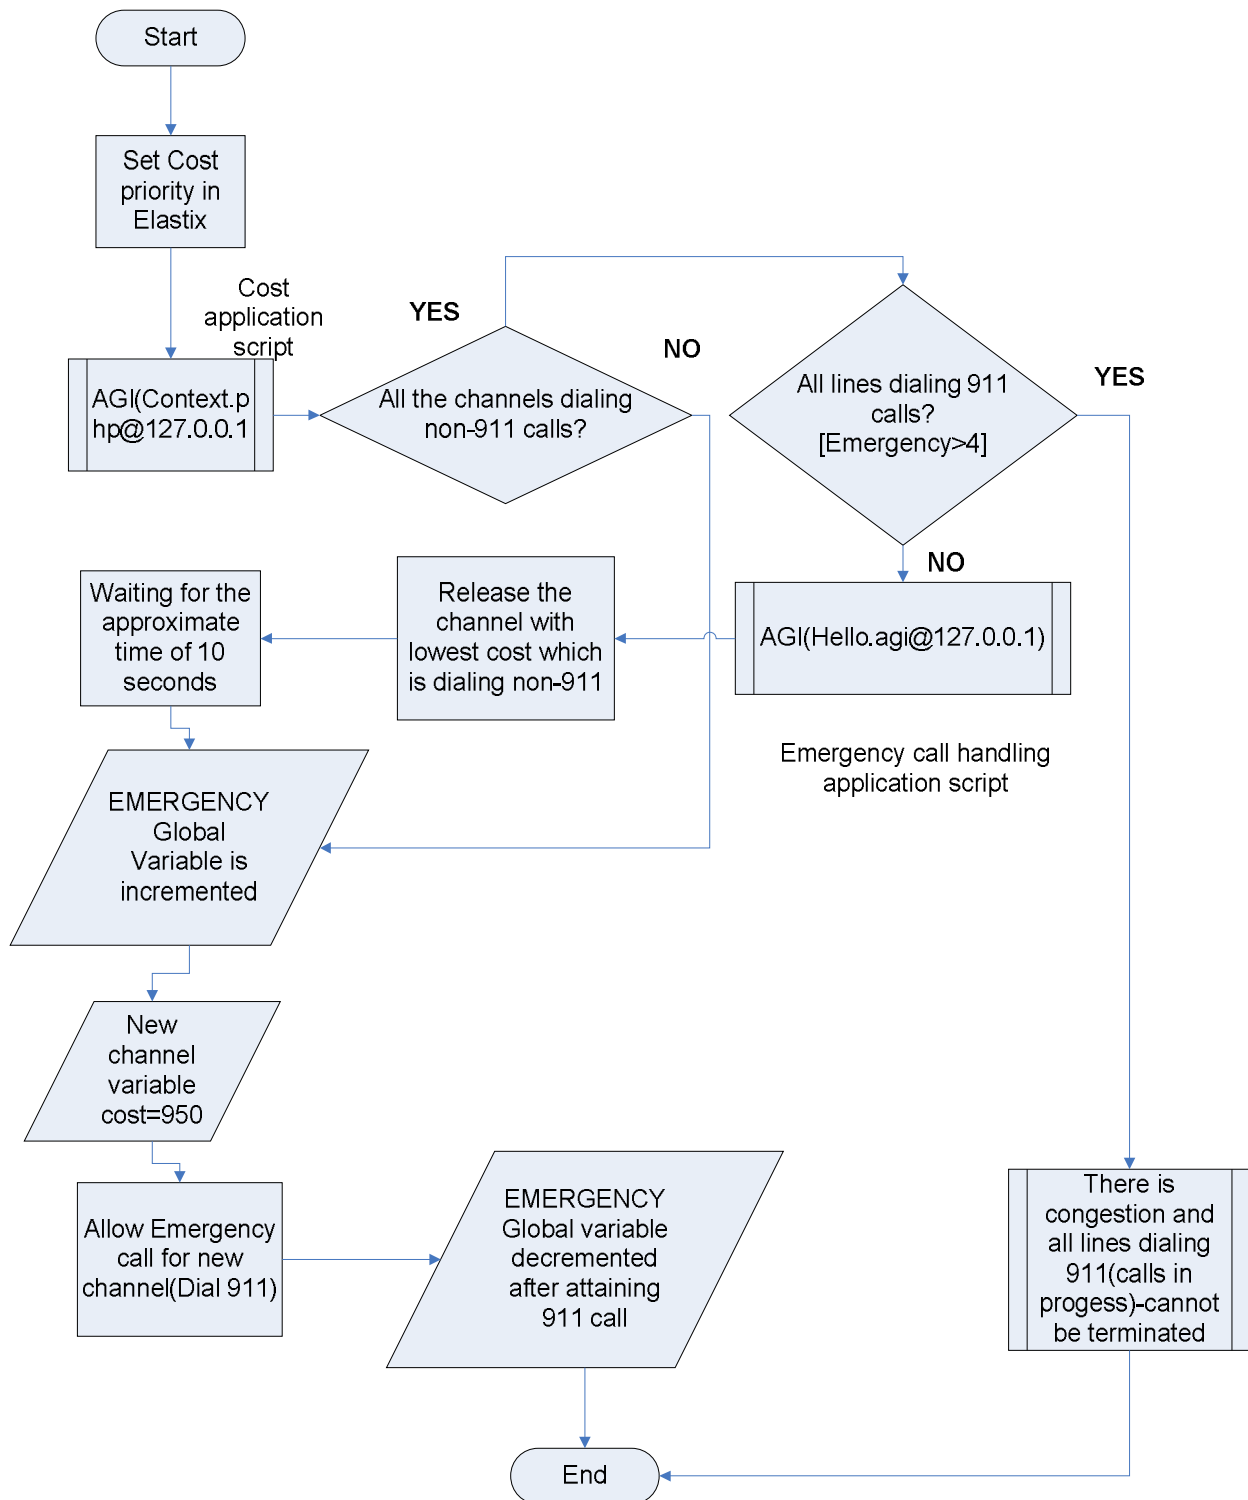 Start
Set Cost
priority in
Elastix
Cost
application
script
AGI(Context.p
hp@127.0.0.1
YES
All the channels dialing
non-911 calls?
NO
All lines dialing 911
calls?
[Emergency>4]
YES
NO
AGI(Hello.agi@127.0.0.1)
Emergency call handling
application script
Release the
channel with
lowest cost which
is dialing non-911
Waiting for the
approximate
time of 10
seconds
EMERGENCY
Global
Variable is
incremented
New
channel
variable
cost=950
Allow Emergency
call for new
channel(Dial 911)
EMERGENCY
Global variable
decremented
after attaining
911 call
There is
congestion and
all lines dialing
911(calls in
progess)-cannot
be terminated
End